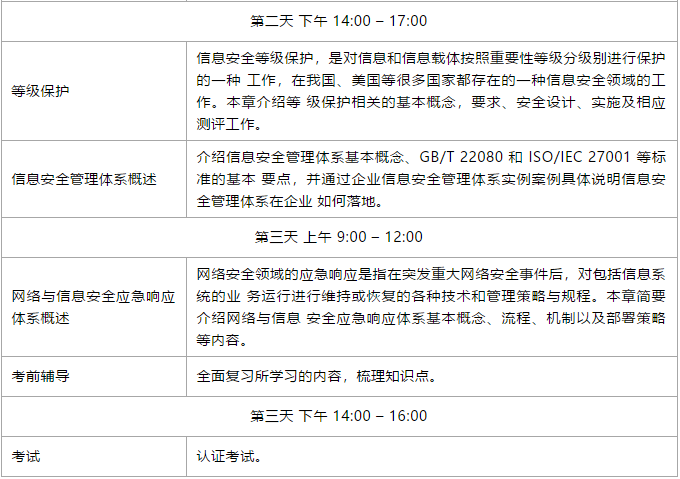 第二天 下午 14:00 – 17:00
等级保护
信息安全等级保护，是对信息和信息载体按照重要性等级分级别进行保护
的一种 工作，在我国、美国等很多国家都存在的一种信息安全领域的工
作。本章介绍等 级保护相关的基本概念，要求、安全设计、实施及相应
测评工作。
信息安全管理体系概述
介绍信息安全管理体系基本概念、GB/T 22080 和 ISO/IEC 27001 等标
准的基本 要点，并通过企业信息安全管理体系实例案例具体说明信息安
全管理体系在企业 如何落地。
第三天 上午 9:00 – 12:00
网络与信息安全应急响应
体系概述
网络安全领域的应急响应是指在突发重大网络安全事件后，对包括信息系
统的业 务运行进行维持或恢复的各种技术和管理策略与规程。本章简要
介绍网络与信息 安全应急响应体系基本概念、流程、机制以及部署策略
等内容。
考前辅导
全面复习所学习的内容，梳理知识点。
第三天 下午 14:00 – 16:00
考试
认证考试。